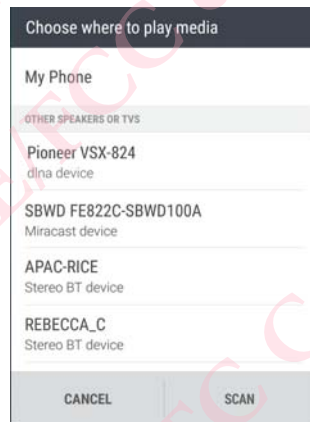 Choose where to play media
My Phone
OTHER SPEAKERS OR TVS
Pioneer VSX-824
dlna device
SBWD FE822C-SBWD100A
Miracast device
APAC-RICE
Stereo BT device
REBECCA_C
Stereo BT device
CANCEL SCAN